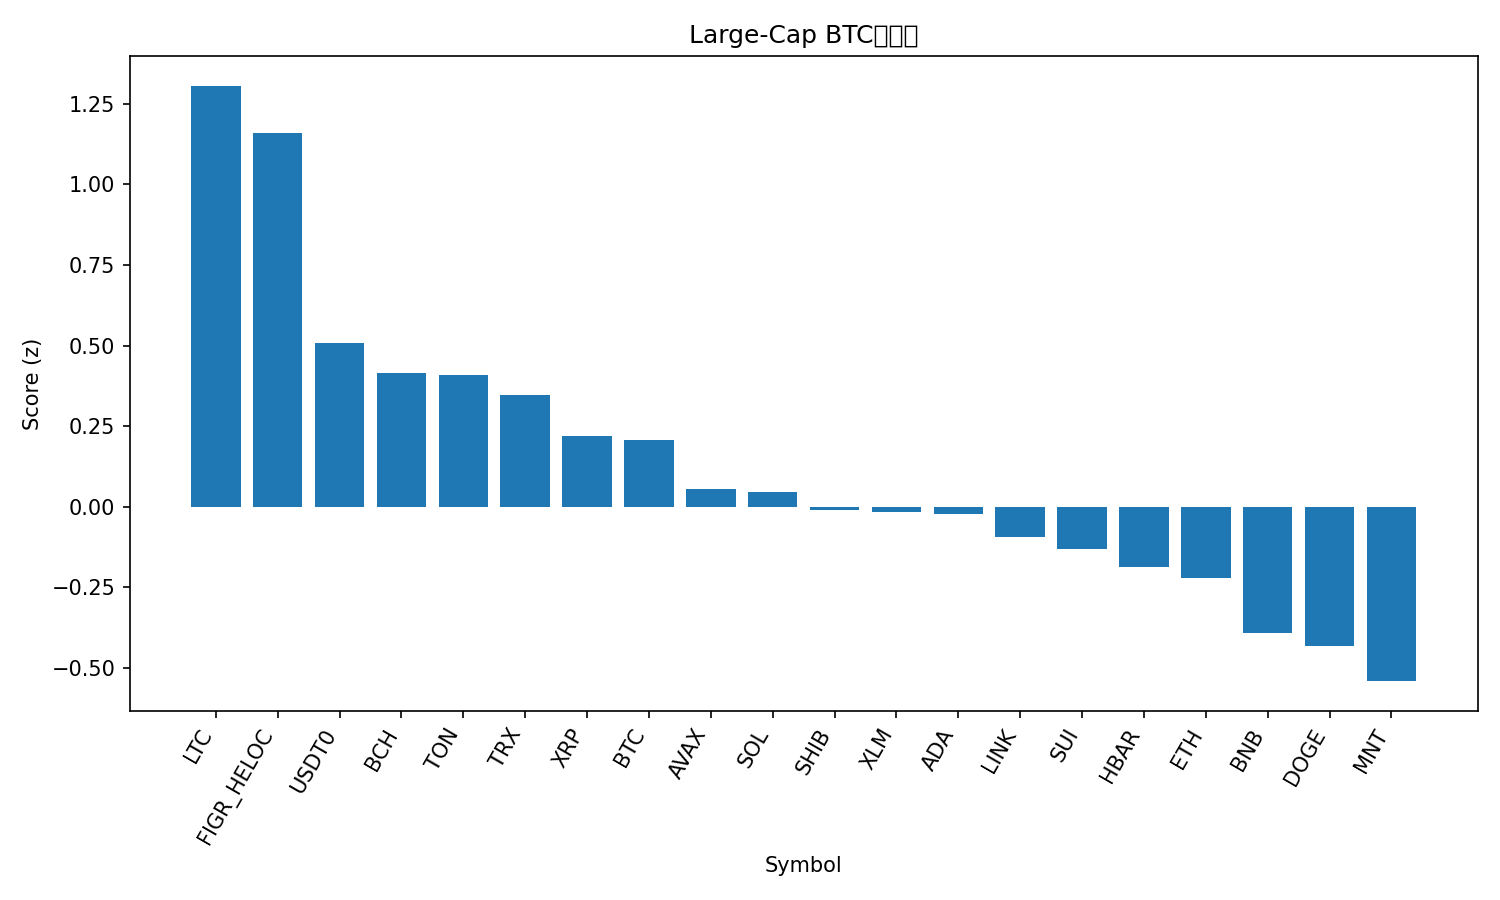 Large-Cap BTC
Score (z)
1.25
1.00
0.75
0.50
0.25
0.00
−0.25
−0.50
LTC
FIGR_HELOC
USDT0
BCH
TON
TRX
XRP
BTC
AVAX
SOL
SHIB
XLM
ADA
LINK
SUI
HBAR
ETH
BNB
DOGE
MNT
Symbol